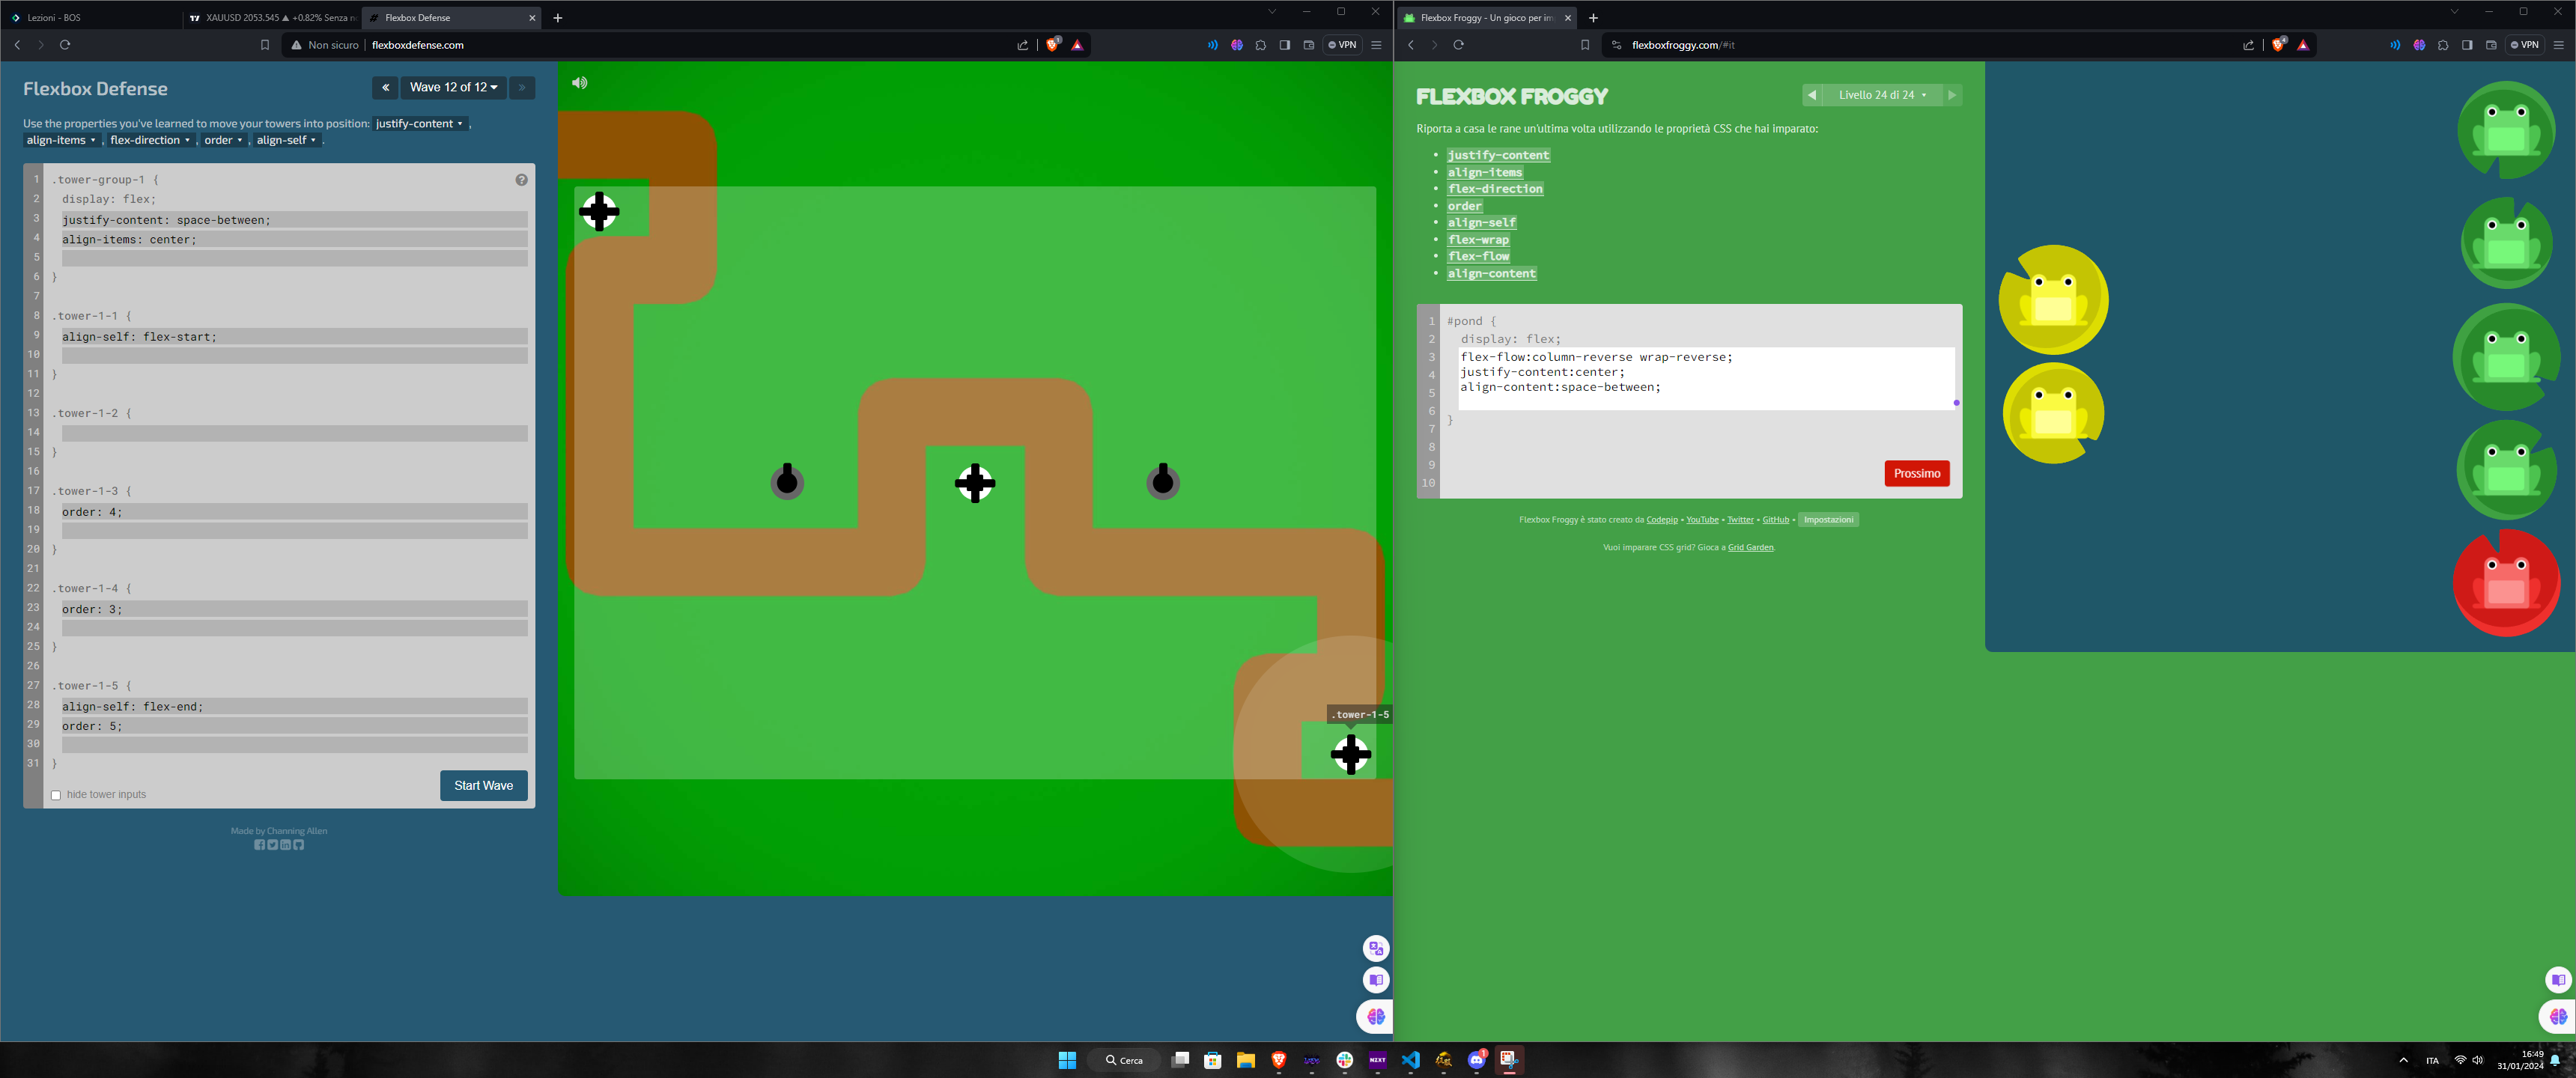 Lezioni - BOS
XAUUSD 2053.545 ▲ +0.82% Senza n
Flexbox Defense
Non sicuro
flexboxdefense.com
VPN
Flexbox Defense
Wave 12 of 12
Use the properties you've learned to move your towers into position: justify-content ,
align-items , flex-direction , order , align-self .
1 .tower-group-1 {
2 display: flex;
3 justify-content: space-between;
4 align-items: center;
5
6 }
7
8 .tower-1-1 {
9 align-self: flex-start;
10
11 }
12
13 .tower-1-2 {
14
15 }
16
17 .tower-1-3 {
18 order: 4;
19
20 }
21
22 .tower-1-4 {
23 order: 3;
24
25 }
26
27 .tower-1-5 {
28 align-self: flex-end;
29 order: 5;
30
31 }
hide tower inputs
Start Wave
Made by Channing Allen
.tower-1-5
Flexbox Froggy - Un gioco per im
flexboxfroggy.com/#it
VPN
FLEXBOX FROGGY
Livello 24 di 24
Riporta a casa le rane un'ultima volta utilizzando le proprietà CSS che hai imparato:
• justify-content
• align-items
• flex-direction
• order
• align-self
• flex-wrap
• flex-flow
• align-content
1 #pond {
2 display: flex;
3 flex-flow:column-reverse wrap-reverse;
4 justify-content:center;
5 align-content:space-between;
6
7 }
8
9
10
Prossimo
Flexbox Froggy è stato creato da Codepip • YouTube • Twitter • GitHub • Impostazioni
Vuoi imparare CSS grid? Gioca a Grid Garden.
Cerca
NZXT
1
ITA
16:49
31/01/2024